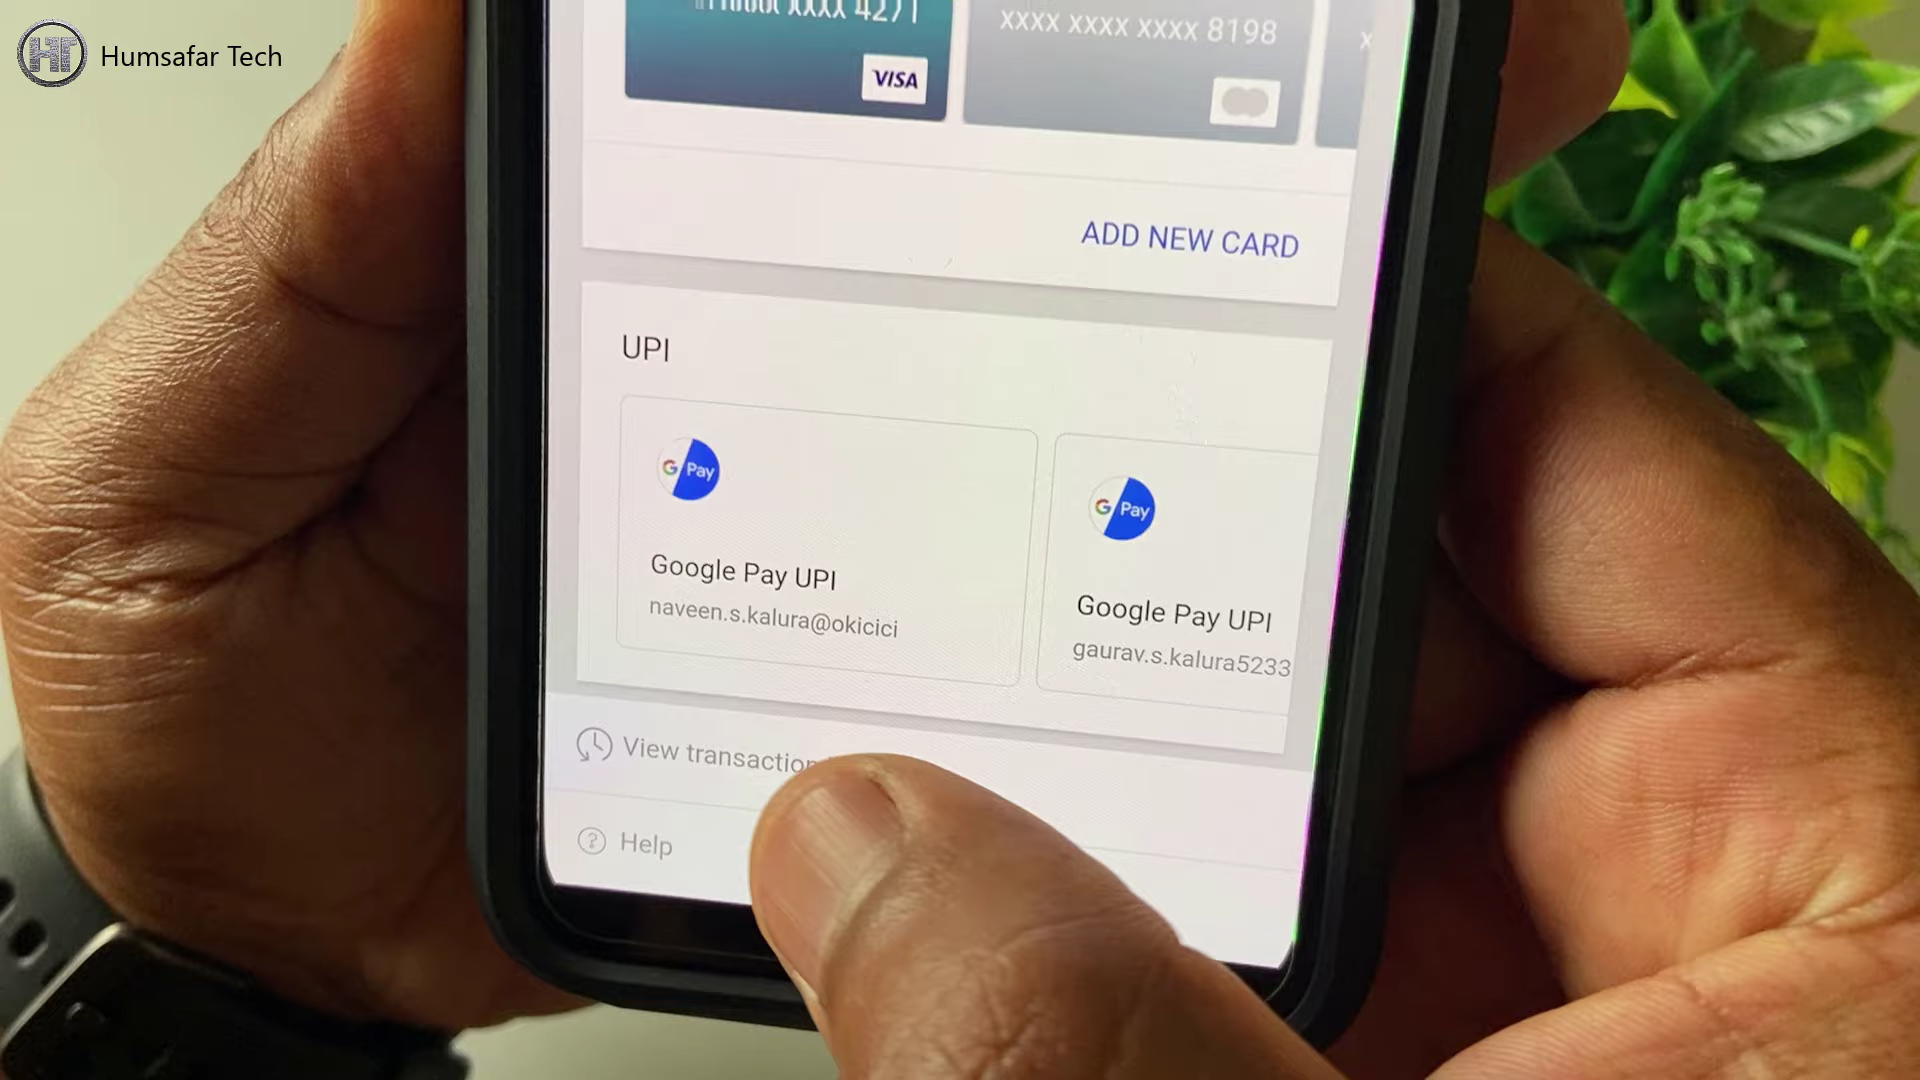 HT Humsafar Tech
xxxx 4271
xxxx xxxx xxxx 8198
x
VISA
ADD NEW CARD
UPI
G Pay
G Pay
Google Pay UPI
naveen.s.kalura@okicici
Google Pay UPI
gaurav.s.kalura5233
View transaction
Help